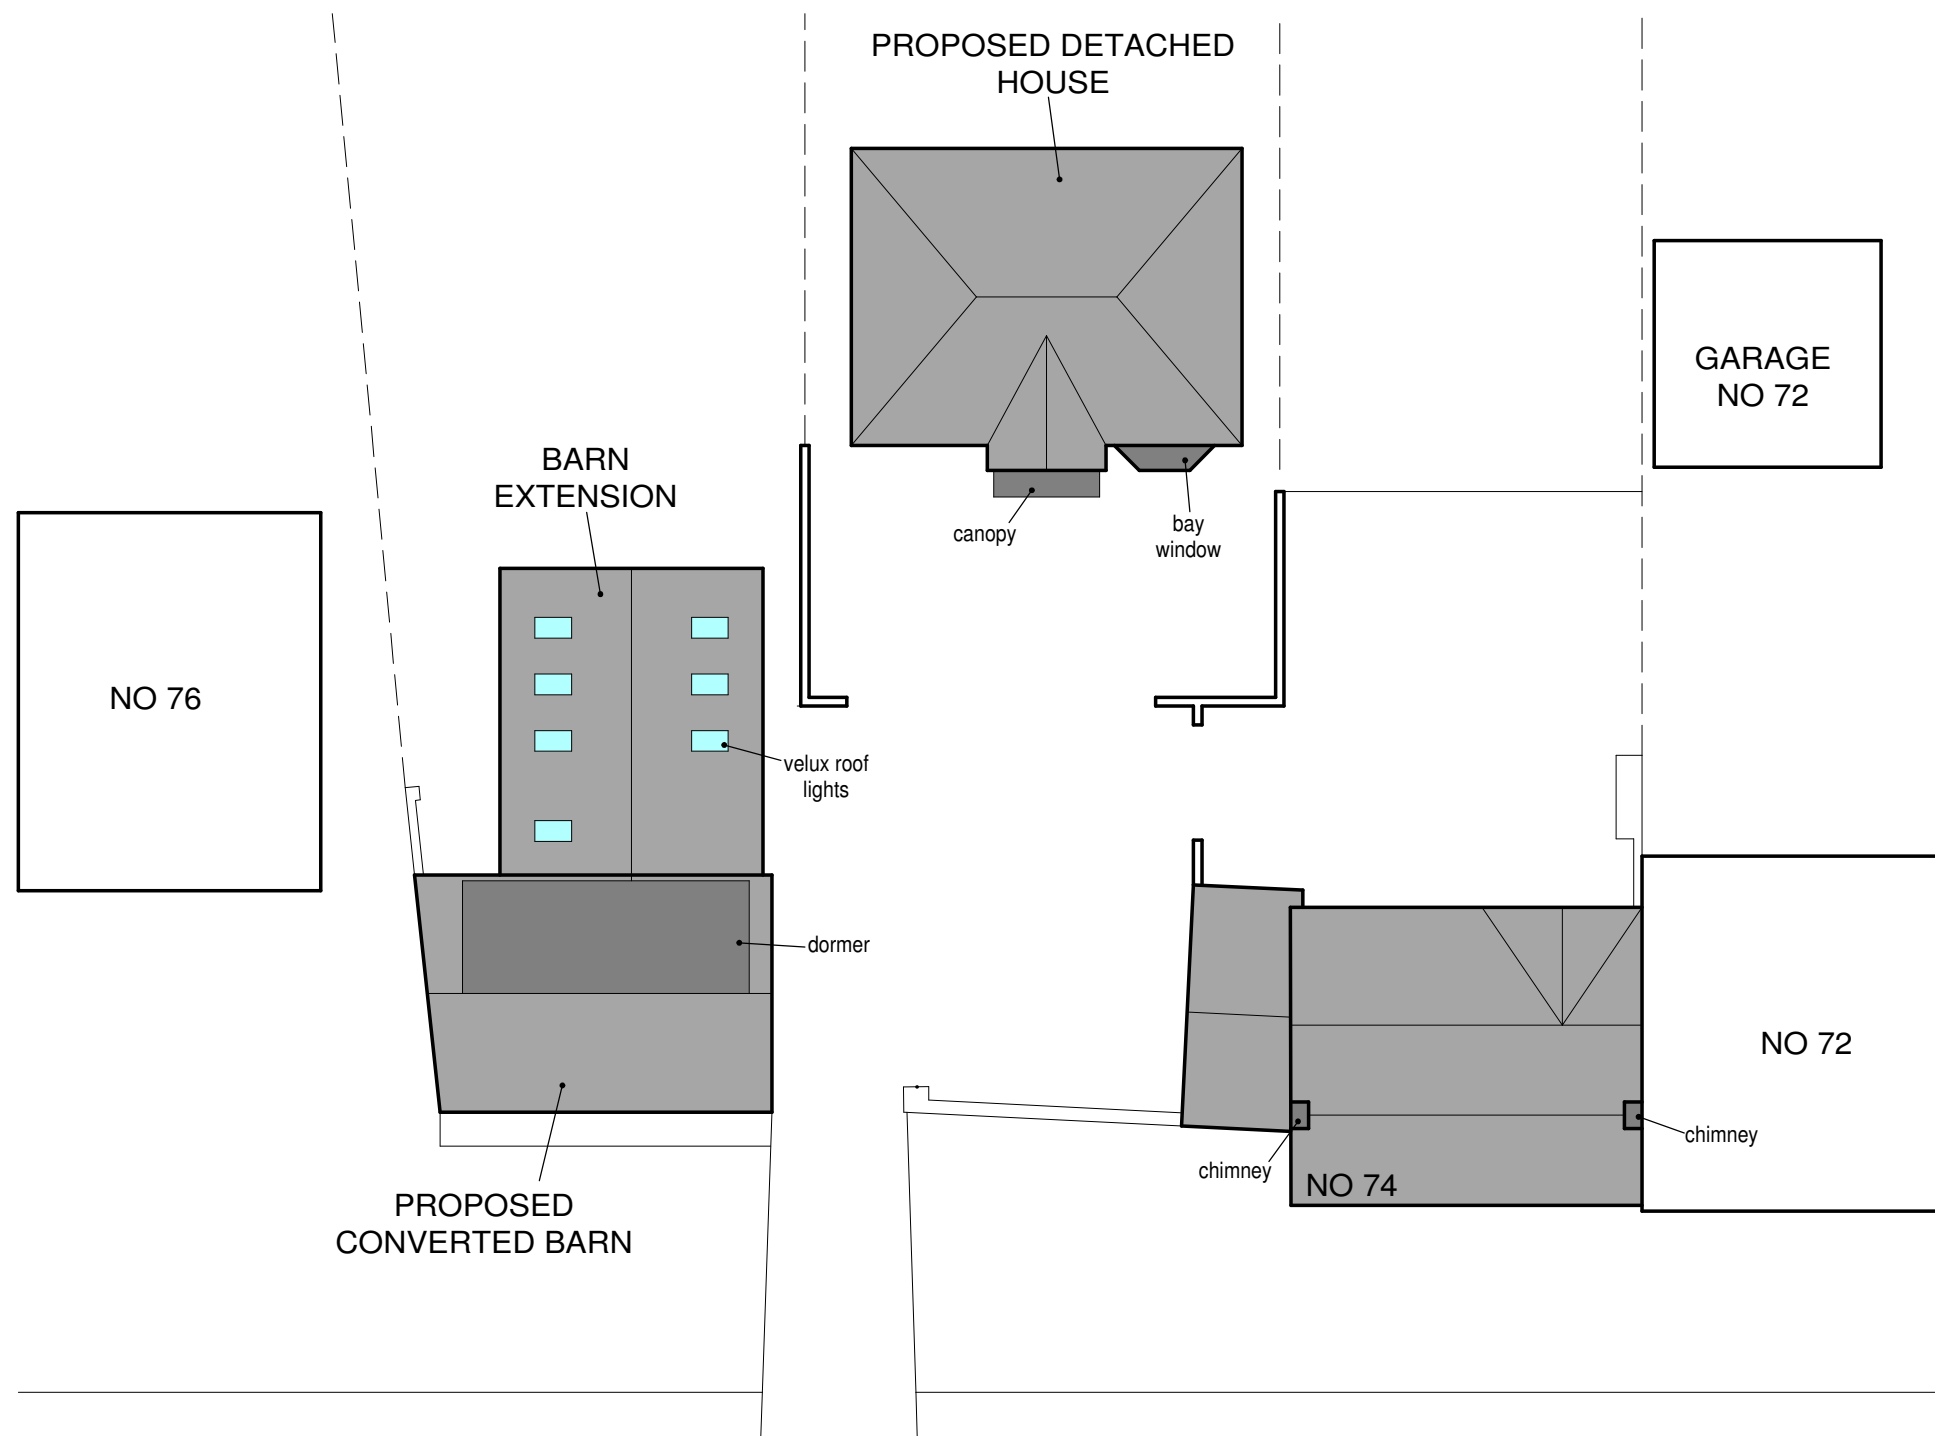 PROPOSED DETACHED
HOUSE
GARAGE
NO 72
BARN
EXTENSION
canopy
bay
window
NO 76
velux roof
lights
dormer
NO 72
chimney
chimney
NO 74
PROPOSED
CONVERTED BARN